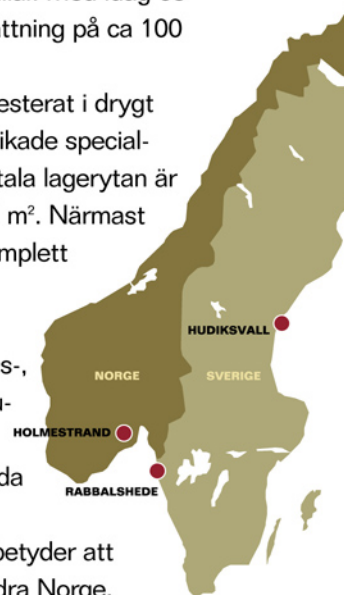 ättning på ca 100
esterat i drygt
ikade special-
tala lagerytan är
m². Närmast
mplett
s-,
u-
da
betyder att
dra Norge.
HUDIKSVALL
NORGE
SVERIGE
HOLMESTRAND
RABBALSHEDE